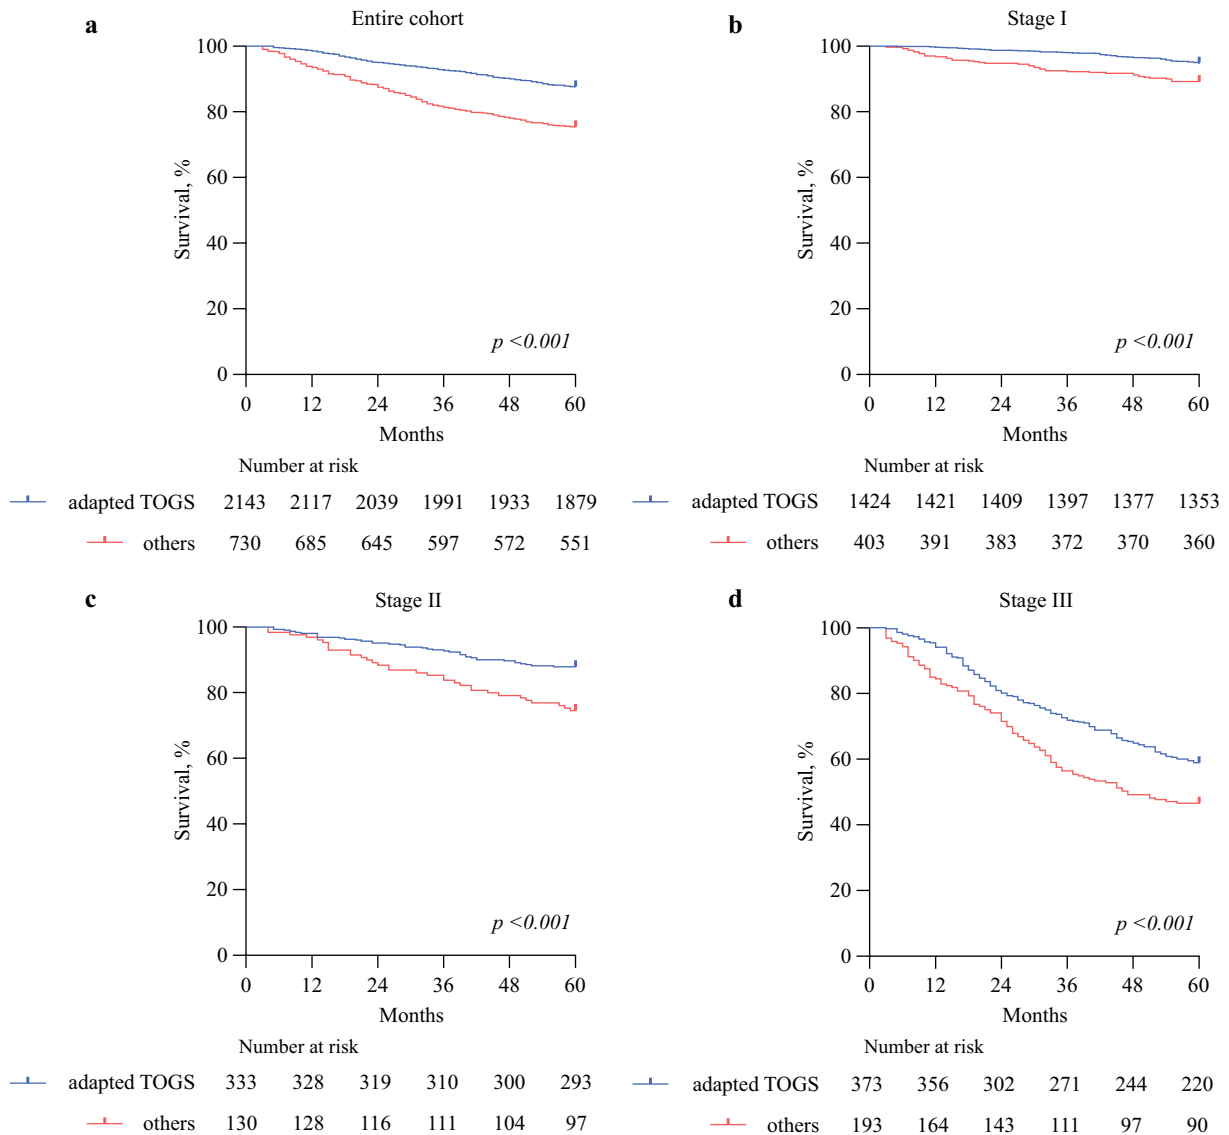 a
Entire cohort
100
80
60
40
20
0
Survival, %
p <0.001
0 12 24 36 48 60
Months
Number at risk
adapted TOGS 2143 2117 2039 1991 1933 1879
others 730 685 645 597 572 551
b
Stage I
100
80
60
40
20
0
Survival, %
p <0.001
0 12 24 36 48 60
Months
Number at risk
adapted TOGS 1424 1421 1409 1397 1377 1353
others 403 391 383 372 370 360
c
Stage II
100
80
60
40
20
0
Survival, %
p <0.001
0 12 24 36 48 60
Months
Number at risk
adapted TOGS 333 328 319 310 300 293
others 130 128 116 111 104 97
d
Stage III
100
80
60
40
20
0
Survival, %
p <0.001
0 12 24 36 48 60
Months
Number at risk
adapted TOGS 373 356 302 271 244 220
others 193 164 143 111 97 90